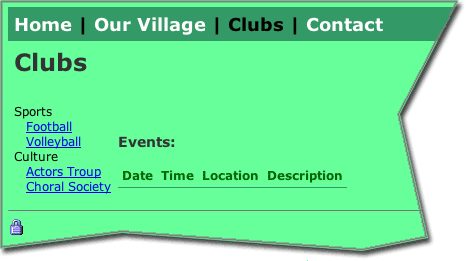 Home | Our Village | Clubs | Contact
Clubs
Sports
Football
Volleyball
Culture
Actors Troup
Choral Society
Events:
Date Time Location Description